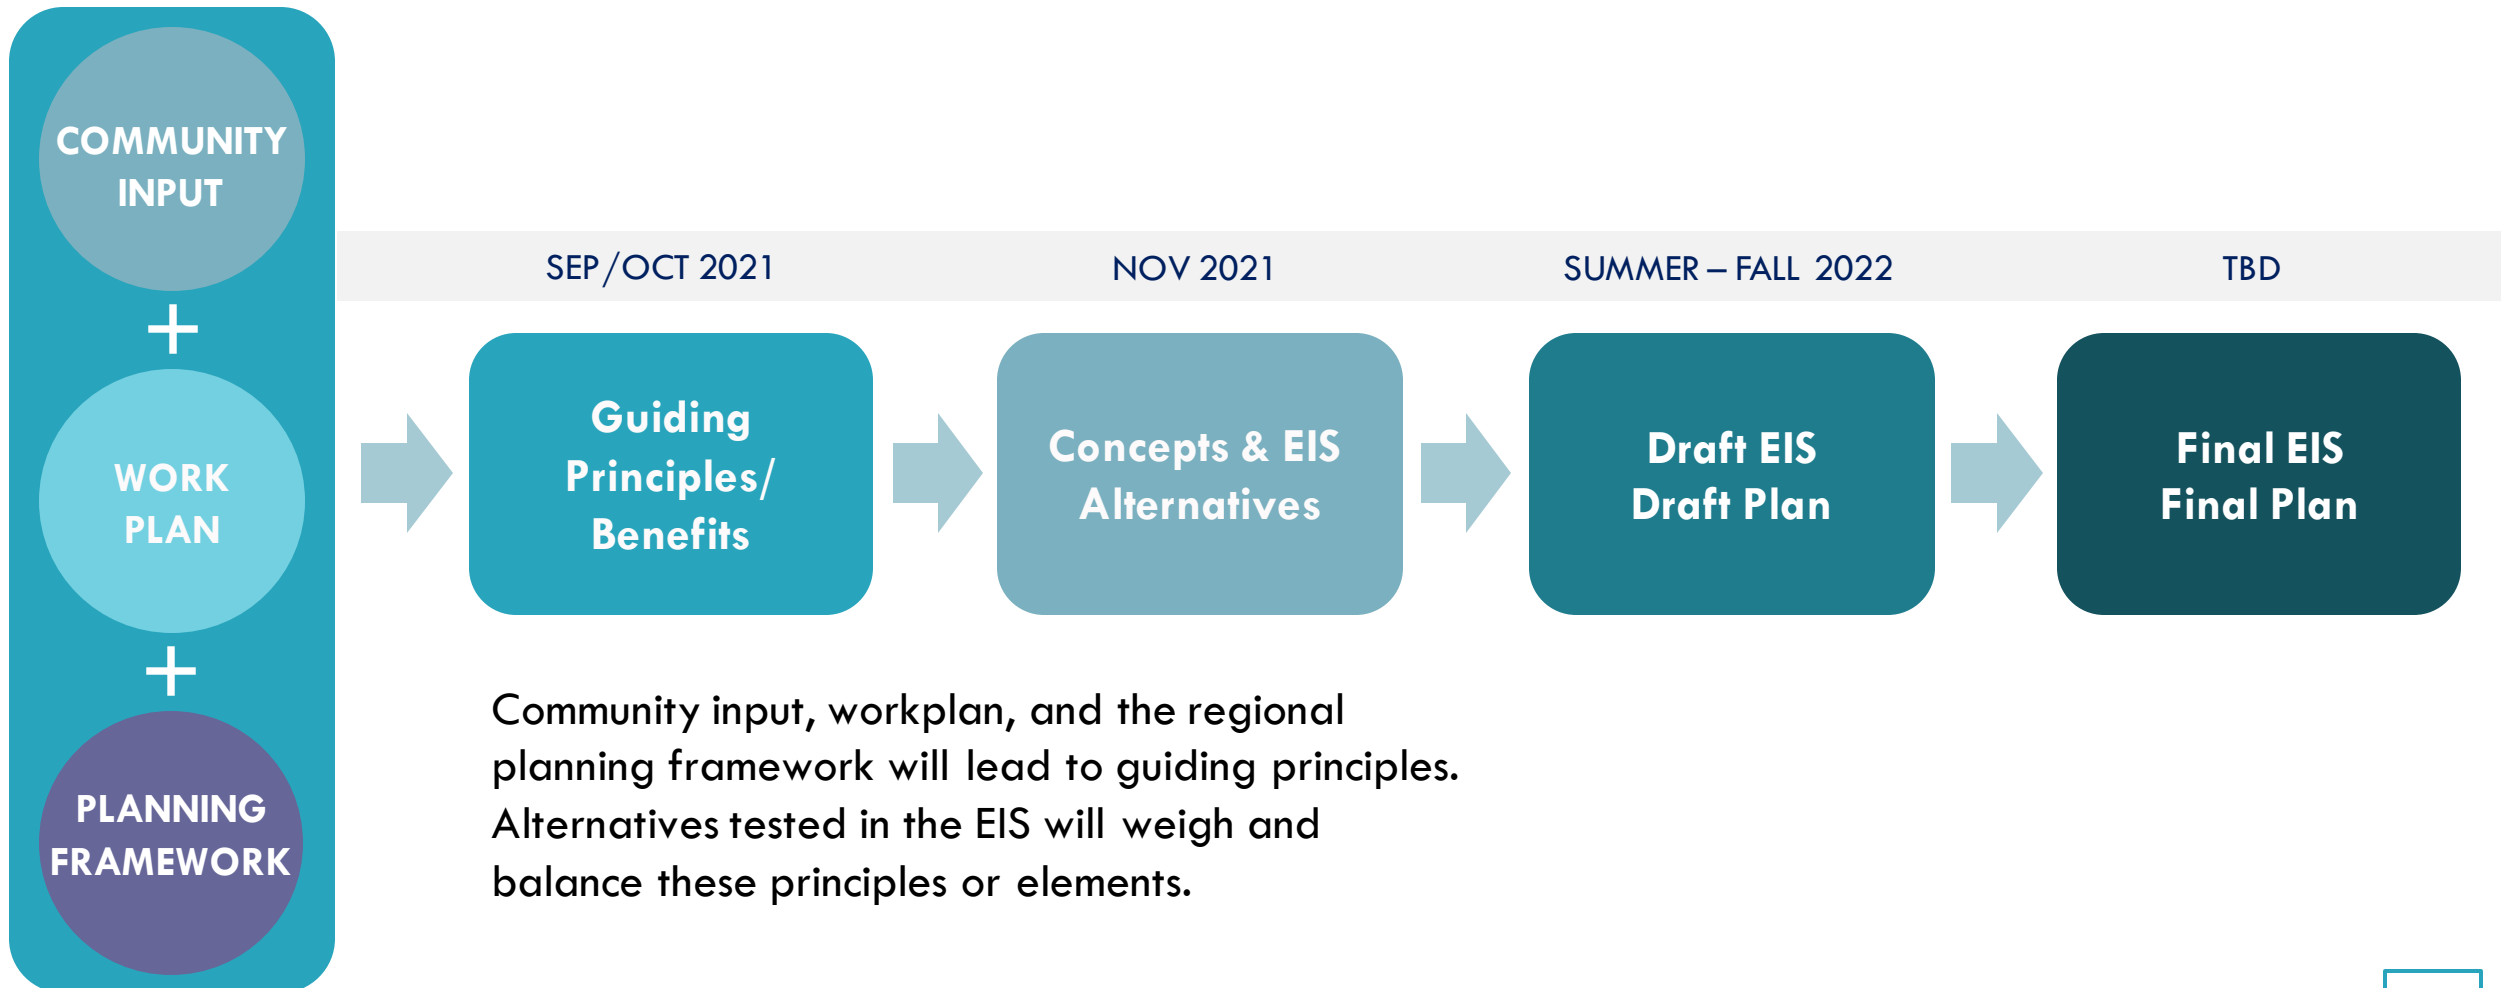 COMMUNITY
INPUT
+
WORK
PLAN
+
PLANNING
FRAMEWORK
SEP/OCT 2021
NOV 2021
SUMMER – FALL 2022
TBD
Guiding
Principles/
Benefits
Concepts & EIS
Alternatives
Draft EIS
Draft Plan
Final EIS
Final Plan
Community input, workplan, and the regional
planning framework will lead to guiding principles.
Alternatives tested in the EIS will weigh and
balance these principles or elements.